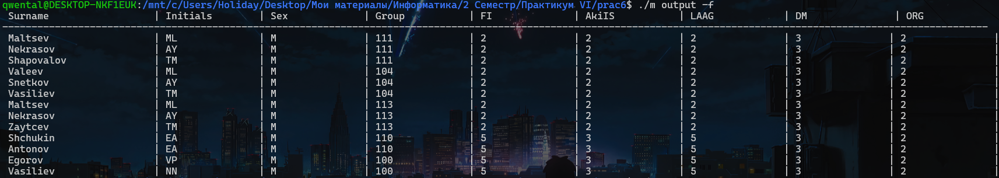 qwental@DESKTOP-NKF1EUK:/mnt/c/Users/Holiday/Desktop/Мои материалы/Информатика/2 Семестр/Практикум VI/prac6$ ./m output -f
Surname | Initials | Sex | Group | FI | AkiIS | LAAG | DM | ORG
-------------------------------------------------------------------------------------------------------------------------------------------------------------------------
Maltsev | ML | M | 111 | 2 | 2 | 2 | 3 | 2 |
Nekrasov | AY | M | 111 | 2 | 2 | 2 | 3 | 2 |
Shapovalov | TM | M | 111 | 2 | 2 | 2 | 3 | 2 |
Valeev | ML | M | 104 | 2 | 2 | 2 | 3 | 2 |
Snetkov | AY | M | 104 | 2 | 2 | 2 | 3 | 2 |
Vasiliev | TM | M | 104 | 2 | 2 | 2 | 3 | 2 |
Maltsev | ML | M | 113 | 2 | 2 | 2 | 3 | 2 |
Nekrasov | AY | M | 113 | 2 | 2 | 2 | 3 | 2 |
Zaytcev | TM | M | 113 | 2 | 2 | 2 | 3 | 2 |
Shchukin | EA | M | 110 | 5 | 3 | 5 | 3 | 2 |
Antonov | EA | M | 110 | 5 | 3 | 5 | 3 | 2 |
Egorov | VP | M | 100 | 5 | 3 | 5 | 3 | 2 |
Vasiliev | NN | M | 100 | 5 | 3 | 5 | 3 | 2 |